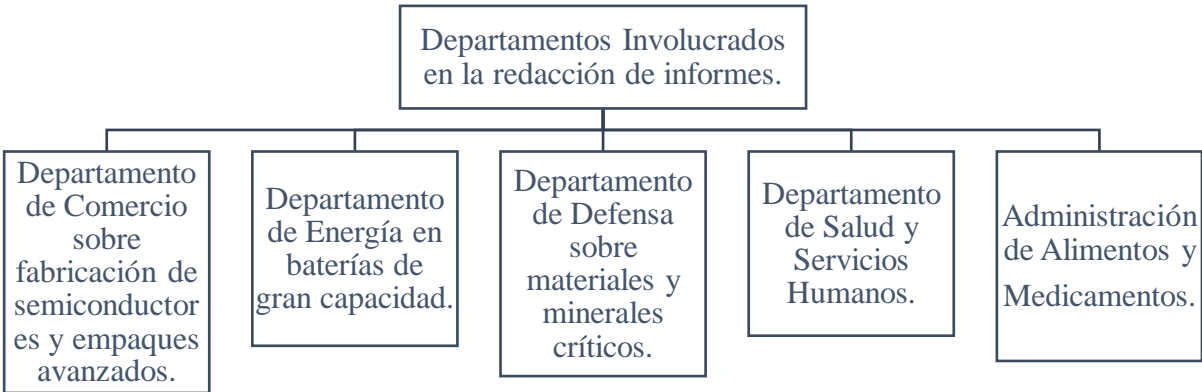 Departamentos Involucrados
en la redacción de informes.
Departamento
de Comercio
sobre
fabricación de
semiconductor
es y empaques
avanzados.
Departamento
de Energía en
baterías de
gran capacidad.
Departamento
de Defensa
sobre
materiales y
minerales
críticos.
Departamento
de Salud y
Servicios
Humanos.
Administración
de Alimentos y
Medicamentos.